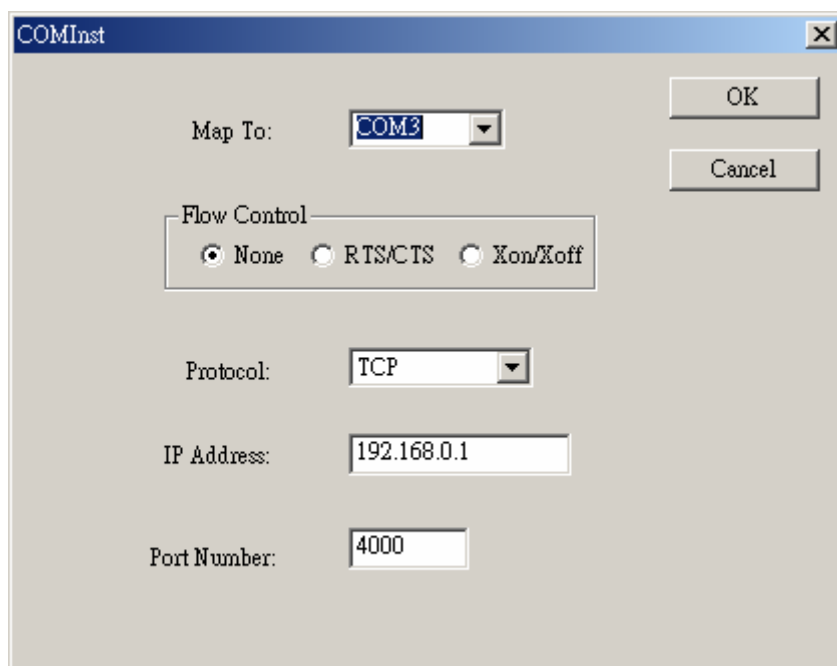 COMInst
OK
Map To: COM3
Cancel
Flow Control
None RTS/CTS Xon/Xoff
Protocol: TCP
IP Address: 192.168.0.1
Port Number: 4000